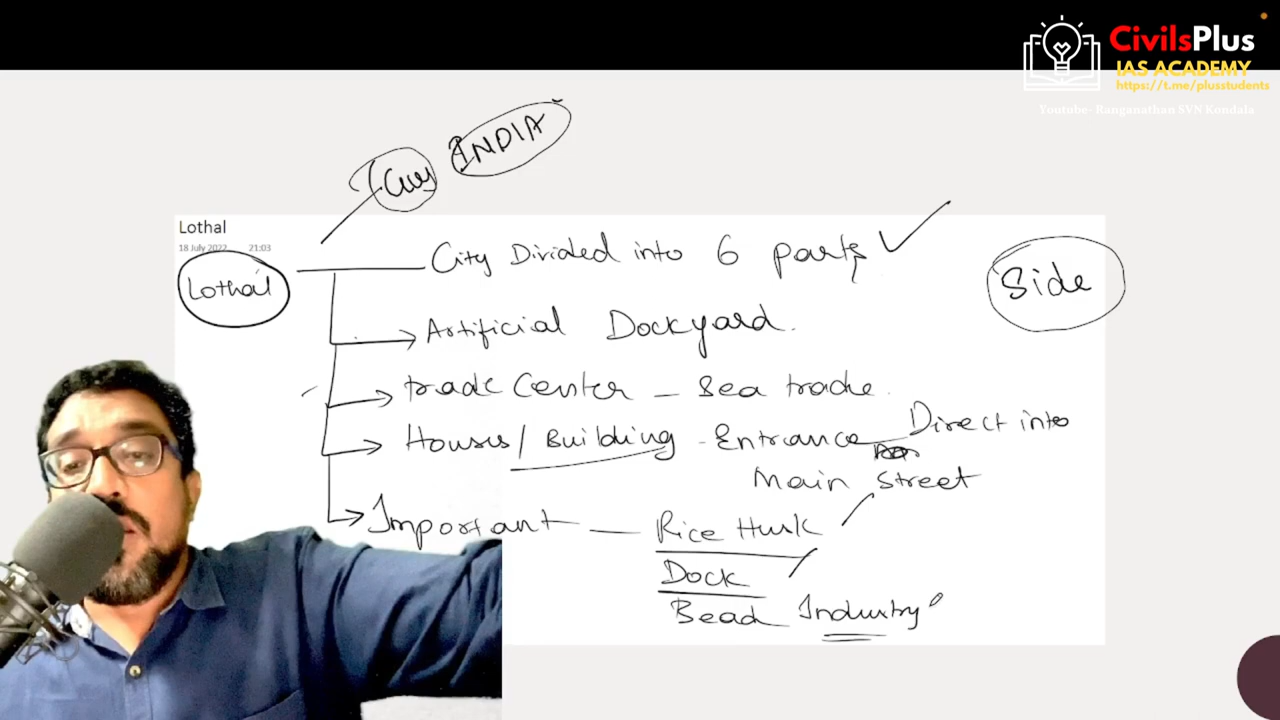 CivilsPlus
IAS ACADEMY
https://t.me/plusstudents
Youtube- Ranganathan SVN Kondala
INDIA
Guj
Lothal
18 July 2022 21:03
Lothal
City Divided into 6 parts
Side
Artificial Dockyard.
trade Center - Sea trade.
Houses/Building - Entrance Direct into
Main Street
Important - Rice Husk
Dock
Bead Industry